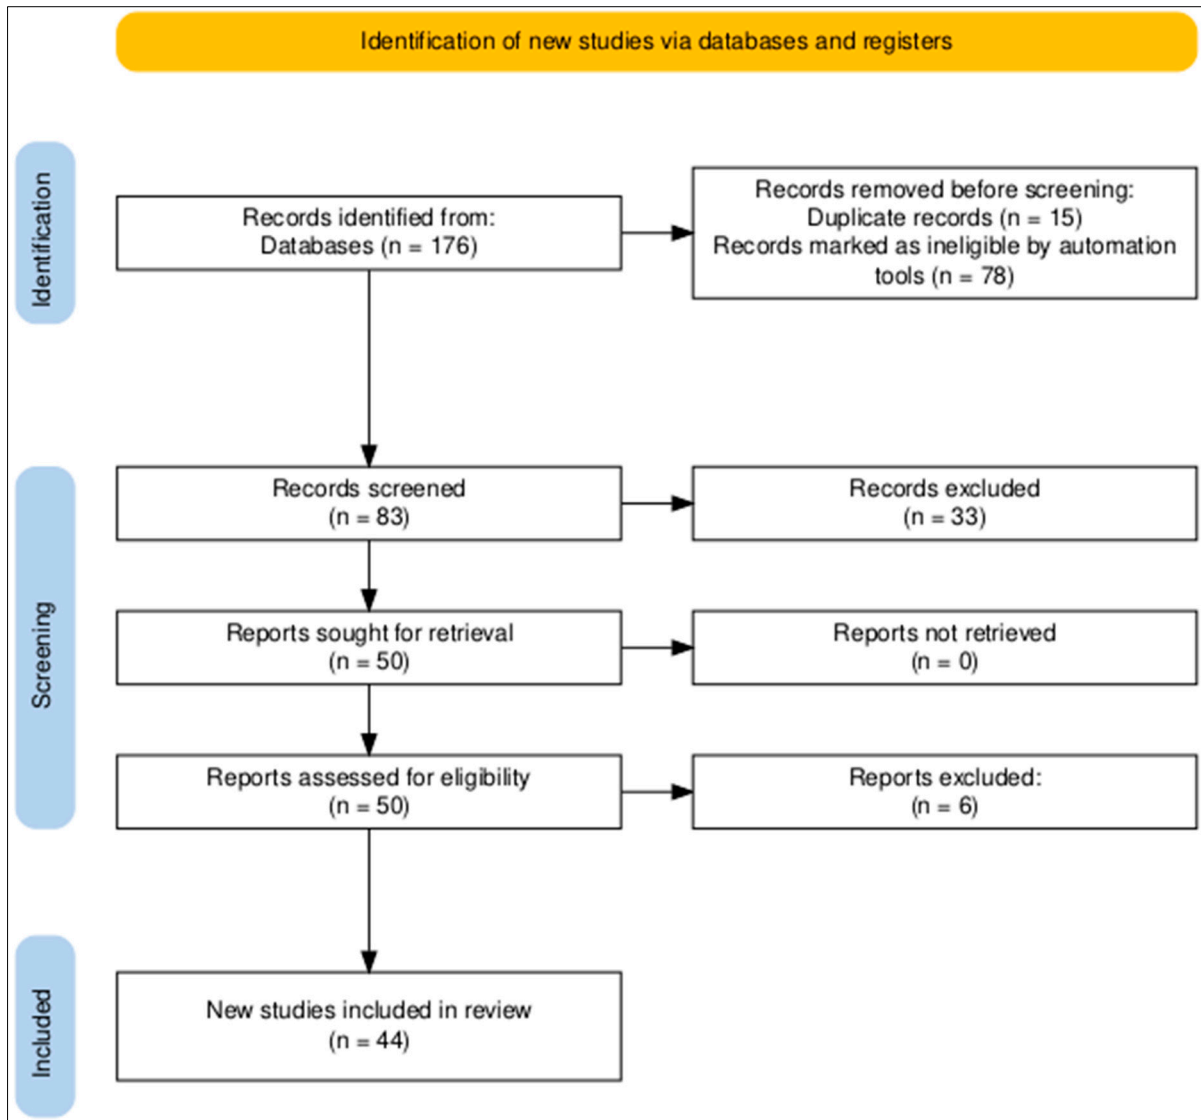 Identification of new studies via databases and registers
Identification
Records identified from:
Databases (n = 176)
Records removed before screening:
Duplicate records (n = 15)
Records marked as ineligible by automation
tools (n = 78)
Screening
Records screened
(n = 83)
Records excluded
(n = 33)
Reports sought for retrieval
(n = 50)
Reports not retrieved
(n = 0)
Reports assessed for eligibility
(n = 50)
Reports excluded:
(n = 6)
Included
New studies included in review
(n = 44)